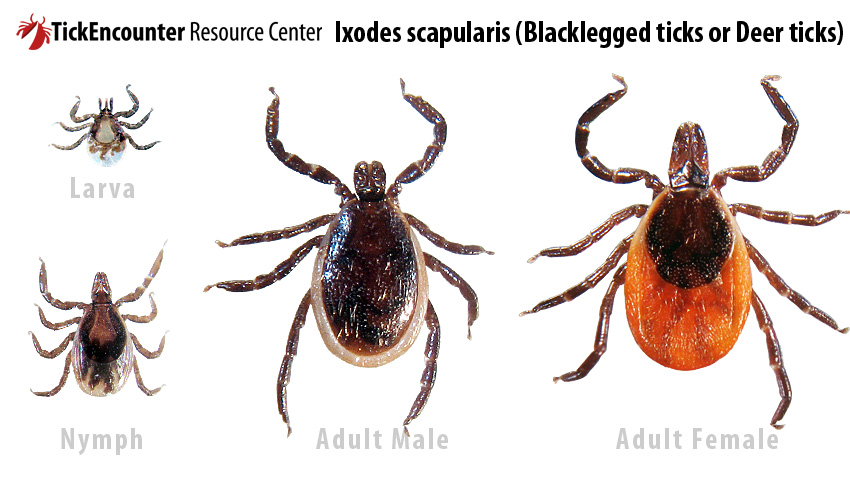 TickEncounter Resource Center Ixodes scapularis (Blacklegged ticks or Deer ticks)
Larva
Nymph
Adult Male
Adult Female